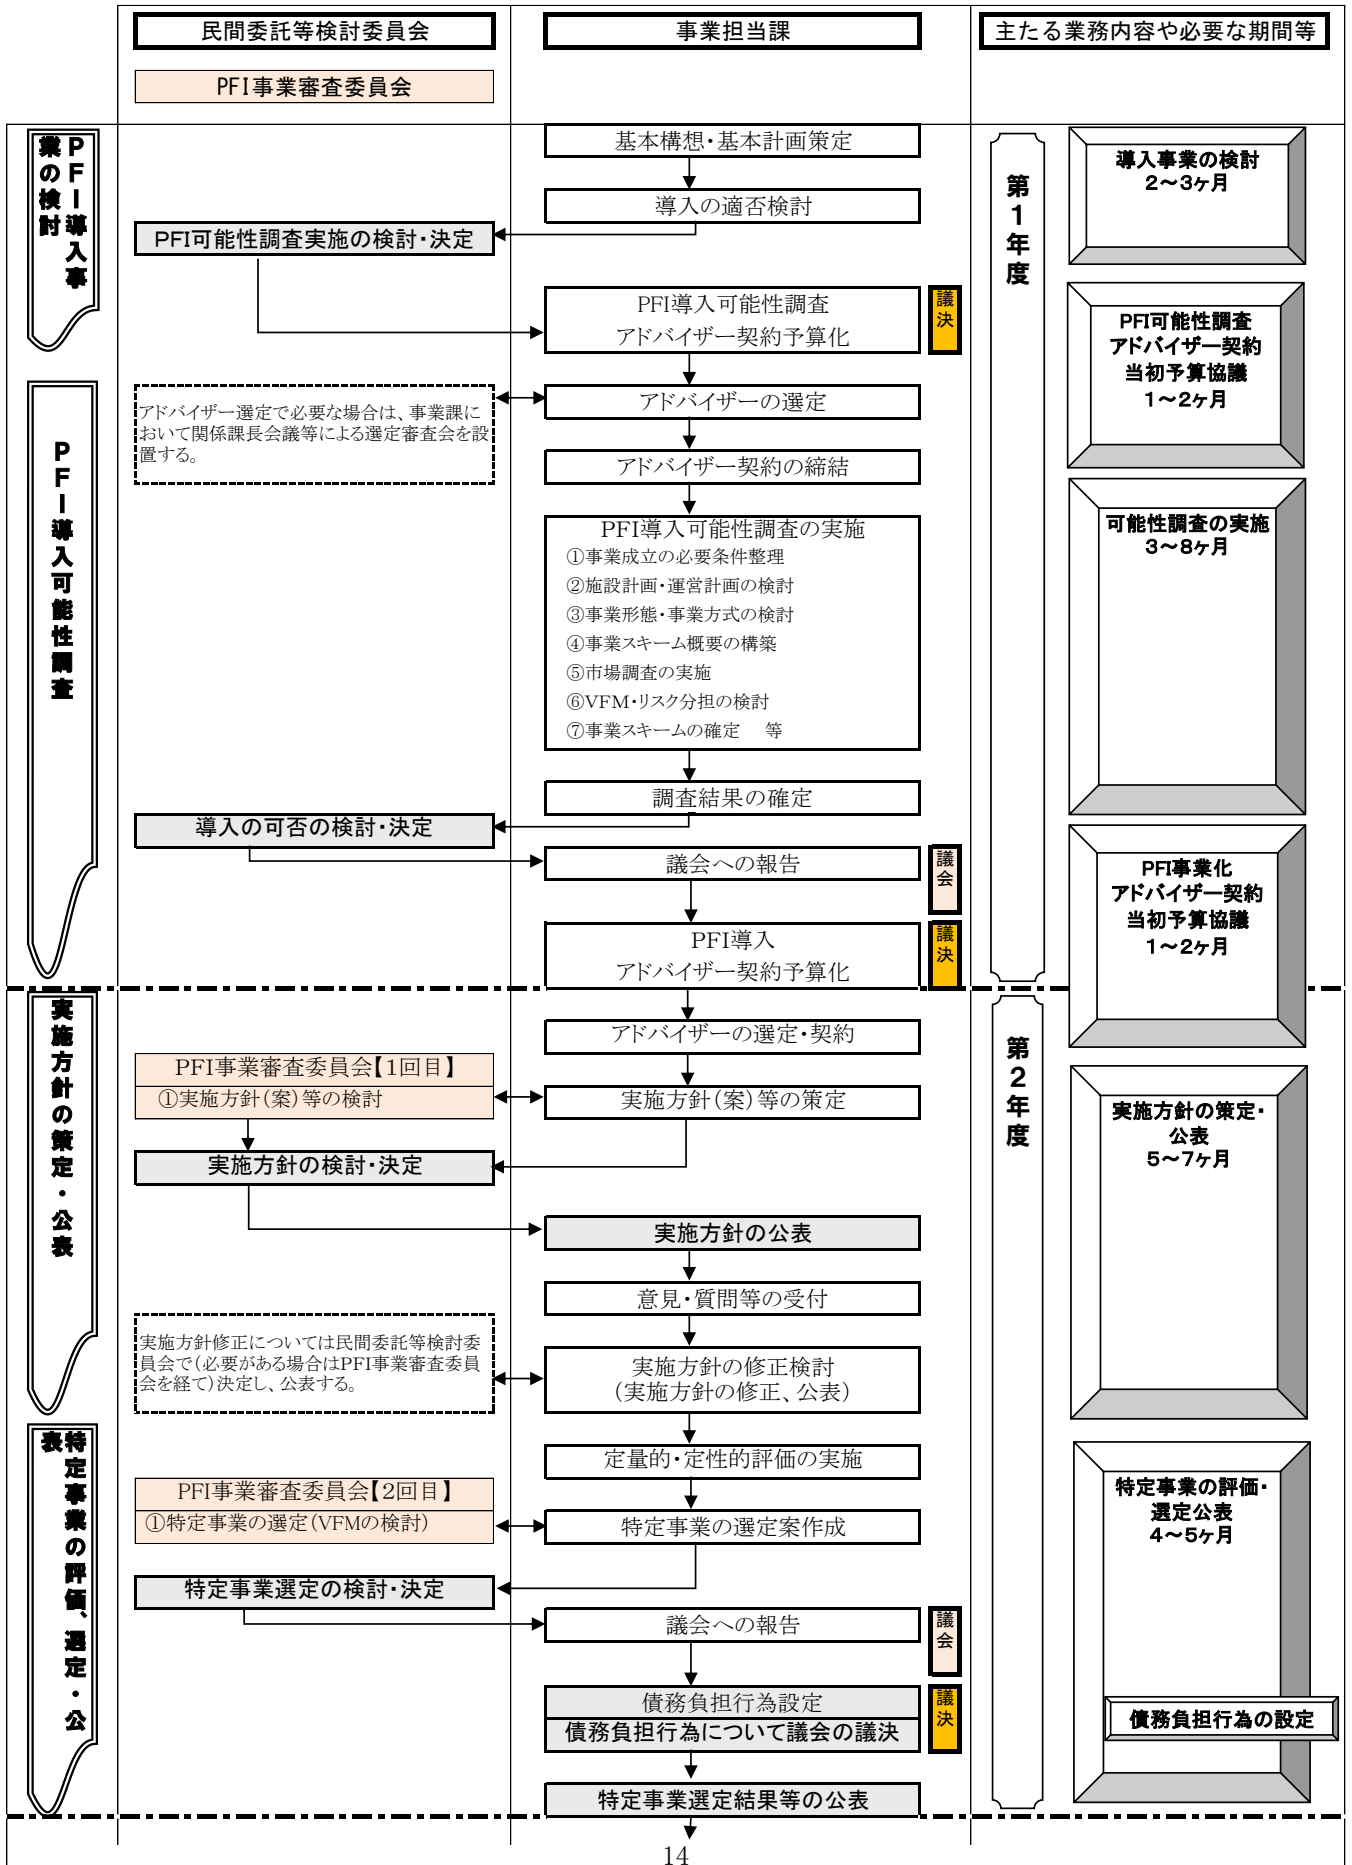 民間委託等検討委員会
事業担当課
主たる業務内容や必要な期間等
PFI事業審査委員会
PFI導入事
業の検討
基本構想・基本計画策定
導入の適否検討
PFI可能性調査実施の検討・決定
PFI導入可能性調査
アドバイザー契約予算化
議決
第1年度
導入事業の検討
2～3ヶ月
PFI可能性調査
アドバイザー契約
当初予算協議
1～2ヶ月
PFI導入可能性調査
アドバイザー選定で必要な場合は、事業課に
おいて関係課長会議等による選定審査会を設
置する。
アドバイザーの選定
アドバイザー契約の締結
PFI導入可能性調査の実施
①事業成立の必要条件整理
②施設計画・運営計画の検討
③事業形態・事業方式の検討
④事業スキーム概要の構築
⑤市場調査の実施
⑥VFM・リスク分担の検討
⑦事業スキームの確定　等
可能性調査の実施
3～8ヶ月
調査結果の確定
導入の可否の検討・決定
議会への報告
議会
PFI導入
アドバイザー契約予算化
議決
PFI事業化
アドバイザー契約
当初予算協議
1～2ヶ月
実施方針の策定・公表
アドバイザーの選定・契約
PFI事業審査委員会【1回目】
①実施方針(案)等の検討
実施方針(案)等の策定
実施方針の検討・決定
実施方針の公表
意見・質問等の受付
実施方針修正については民間委託等検討委
員会で(必要がある場合はPFI事業審査委員
会を経て)決定し、公表する。
実施方針の修正検討
(実施方針の修正、公表)
第2年度
実施方針の策定・
公表
5～7ヶ月
特定事業の評価、選定・公
表
定量的・定性的評価の実施
PFI事業審査委員会【2回目】
①特定事業の選定(VFMの検討)
特定事業の選定案作成
特定事業選定の検討・決定
議会への報告
議会
債務負担行為設定
債務負担行為について議会の議決
議決
特定事業選定結果等の公表
特定事業の評価・
選定公表
4～5ヶ月
債務負担行為の設定
14